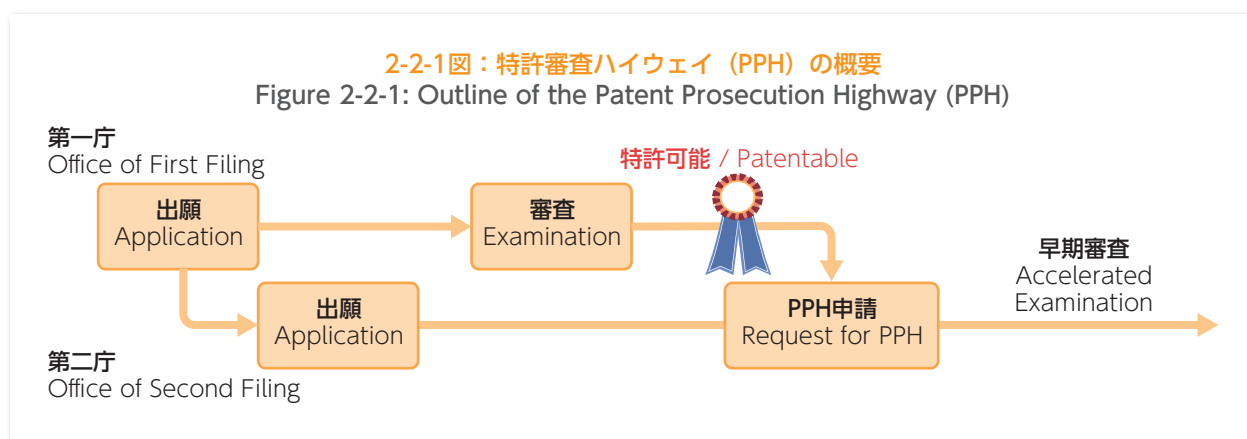 2-2-1図：特許審査ハイウェイ（PPH）の概要
Figure 2-2-1: Outline of the Patent Prosecution Highway (PPH)
第一庁
Office of First Filing
特許可能 / Patentable
出願
Application
審査
Examination
早期審査
Accelerated
Examination
出願
Application
PPH申請
Request for PPH
第二庁
Office of Second Filing